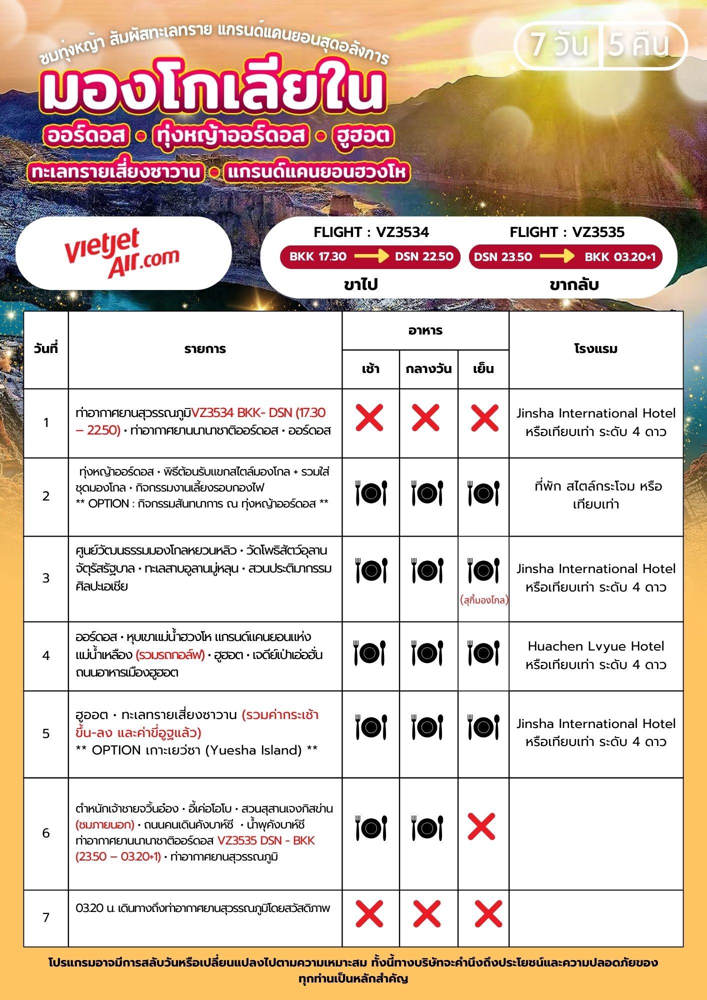 ชมทุ่งหญ้า สัมผัสทะเลทราย แกรนด์แคนยอนสุดอลังการ
7 วัน 5 คืน
มองโกเลียใน
ออร์ดอส • ทุ่งหญ้าออร์ดอส • ฮูฮอต
ทะเลทรายเสี่ยงซาวาน • แกรนด์แคนยอนฮวงโห
vietjet
Air.com
FLIGHT : VZ3534
BKK 17.30 DSN 22.50
ขาไป
FLIGHT : VZ3535
DSN 23.50 BKK 03.20+1
ขากลับ
วันที่
รายการ
อาหาร
เช้า
กลางวัน
เย็น
โรงแรม
1
ท่าอากาศยานสุวรรณภูมิVZ3534 BKK- DSN (17.30
– 22.50) • ท่าอากาศยานนานาชาติออร์ดอส • ออร์ดอส
Jinsha International Hotel
หรือเทียบเท่า ระดับ 4 ดาว
2
ทุ่งหญ้าออร์ดอส • พิธีต้อนรับแขกสไตล์มองโกล + รวมใส่
ชุดมองโกล • กิจกรรมงานเลี้ยงรอบกองไฟ
** OPTION : กิจกรรมสันทนาการ ณ ทุ่งหญ้าออร์ดอส **
ที่พัก สไตล์กระโจม หรือ
เทียบเท่า
3
ศูนย์วัฒนธรรมมองโกลหยวนหลิว • วัดโพธิสัตว์อุลาน
จัตุรัสรัฐบาล • ทะเลสาบอูลานมู่หลุน • สวนประติมากรรม
ศิลปะเอเชีย
(สุกี้มองโกล)
Jinsha International Hotel
หรือเทียบเท่า ระดับ 4 ดาว
4
ออร์ดอส • หุบเขาแม่น้ำฮวงโห แกรนด์แคนยอนแห่ง
แม่น้ำเหลือง (รวมรถกอล์ฟ) • ฮูฮอต • เจดีย์เป่าเอ่อฮั่น
ถนนอาหารเมืองฮูฮอต
Huachen Lvyue Hotel
หรือเทียบเท่า ระดับ 4 ดาว
5
ฮูออต • ทะเลทรายเสี่ยงซาวาน (รวมค่ากระเช้า
ขึ้น-ลง และค่าขี่อูฐแล้ว)
** OPTION เกาะเยว่ซา (Yuesha Island) **
Jinsha International Hotel
หรือเทียบเท่า ระดับ 4 ดาว
6
ตำหนักเจ้าชายจวิ้นอ๋อง • อี้เค่อโอโบ • สวนสุสานเจงกิสข่าน
(ชมภายนอก) • ถนนคนเดินคังบาห์ซี • น้ำพุคังบาห์ซี
ท่าอากาศยานนานาชาติออร์ดอส VZ3535 DSN - BKK
(23.50 – 03.20+1) • ท่าอากาศยานสุวรรณภูมิ
7
03.20 น. เดินทางถึงท่าอากาศยานสุวรรณภูมิโดยสวัสดิภาพ
โปรแกรมอาจมีการสลับวันหรือเปลี่ยนแปลงไปตามความเหมาะสม ทั้งนี้ทางบริษัทจะคำนึงถึงประโยชน์และความปลอดภัยของ
ทุกท่านเป็นหลักสำคัญ